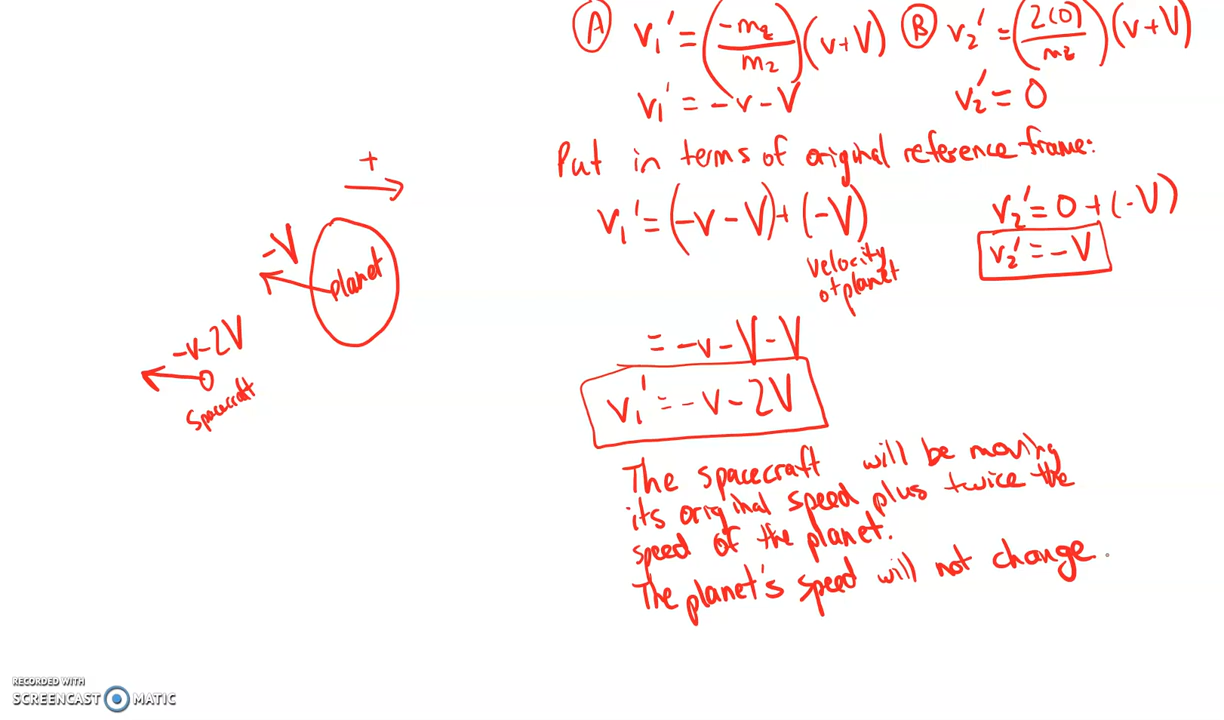 A v₁' = (-m₂/m₂)(v+V) B v₂' = (2(0)/m₂)(v+V)
v₁' = -v-V v₂' = 0
Put in terms of original reference frame:
+
v₁' = (-v-V)+(-V) v₂' = 0+(-V)
velocity
of planet
v₂' = -V
-V
planet
-v-2V
spacecraft
= -v-V-V
v₁' = -v-2V
The spacecraft will be moving
its original speed plus twice the
speed of the planet.
The planet's speed will not change.
RECORDED WITH
SCREENCAST MATIC